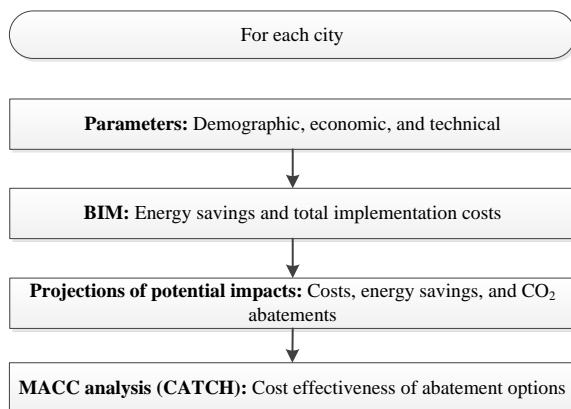 For each city
Parameters: Demographic, economic, and technical
BIM: Energy savings and total implementation costs
Projections of potential impacts: Costs, energy savings, and CO₂
abatements
MACC analysis (CATCH): Cost effectiveness of abatement options